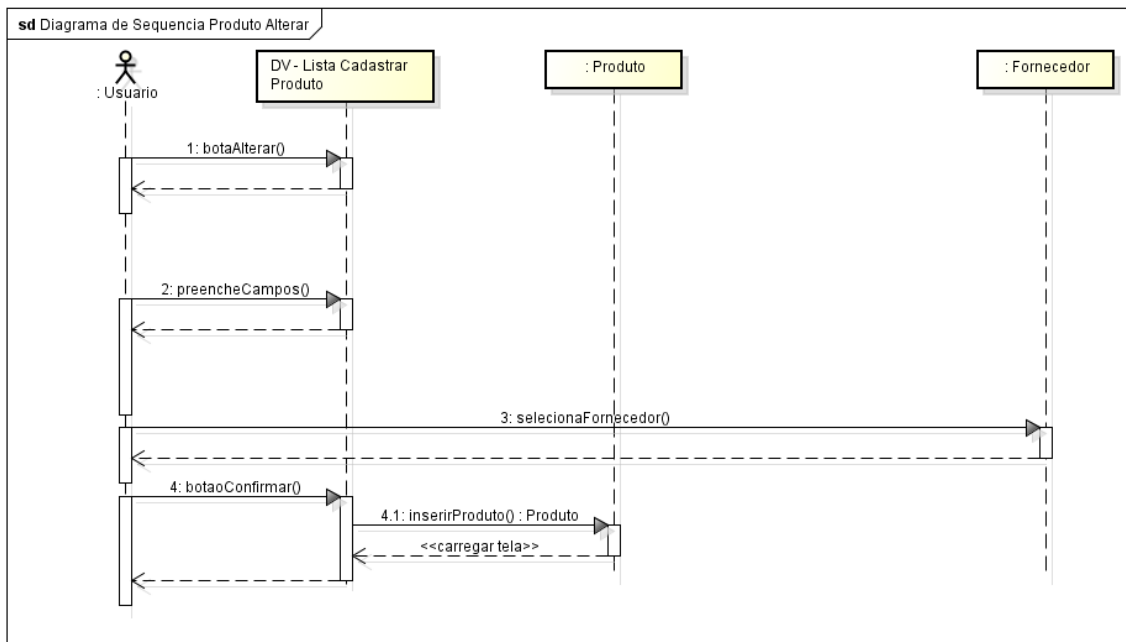 sd Diagrama de Sequencia Produto Alterar
: Usuario
DV - Lista Cadastrar
Produto
: Produto
: Fornecedor
1: botaAlterar()
2: preencheCampos()
3: selecionaFornecedor()
4: botaoConfirmar()
4.1: inserirProduto() : Produto
<<carregar tela>>